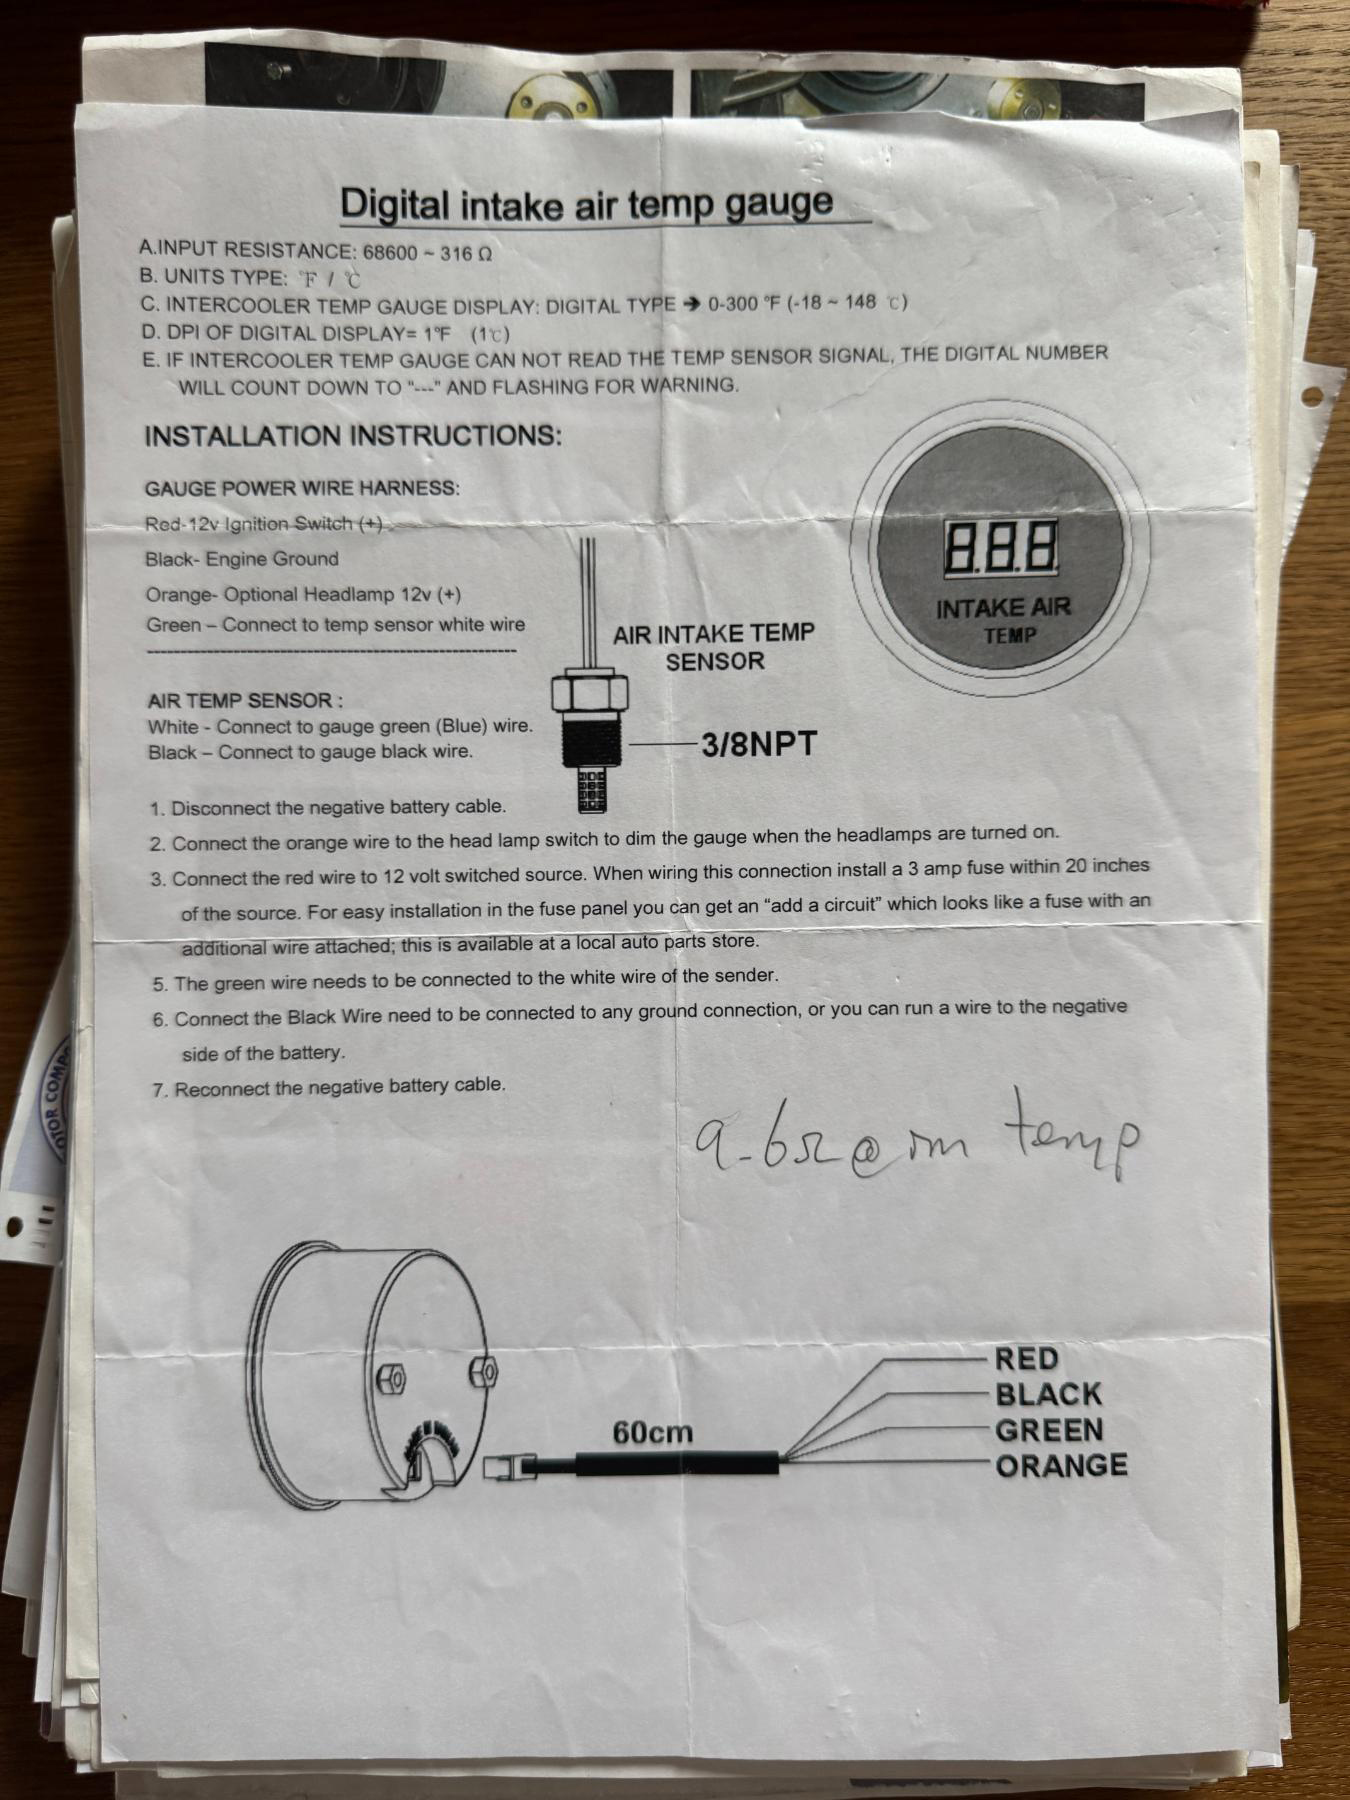 Digital intake air temp gauge
A.INPUT RESISTANCE: 68600 ~ 316 Ω
B. UNITS TYPE: ℉ / ℃
C. INTERCOOLER TEMP GAUGE DISPLAY: DIGITAL TYPE ➔ 0-300 ℉ (-18 ~ 148 ℃)
D. DPI OF DIGITAL DISPLAY= 1℉ (1℃)
E. IF INTERCOOLER TEMP GAUGE CAN NOT READ THE TEMP SENSOR SIGNAL, THE DIGITAL NUMBER
WILL COUNT DOWN TO "---" AND FLASHING FOR WARNING.
INSTALLATION INSTRUCTIONS:
GAUGE POWER WIRE HARNESS:
Red-12v Ignition Switch (+)
Black- Engine Ground
Orange- Optional Headlamp 12v (+)
Green – Connect to temp sensor white wire
8.8.8.
INTAKE AIR
TEMP
AIR INTAKE TEMP
SENSOR
3/8NPT
AIR TEMP SENSOR :
White - Connect to gauge green (Blue) wire.
Black – Connect to gauge black wire.
1. Disconnect the negative battery cable.
2. Connect the orange wire to the head lamp switch to dim the gauge when the headlamps are turned on.
3. Connect the red wire to 12 volt switched source. When wiring this connection install a 3 amp fuse within 20 inches
of the source. For easy installation in the fuse panel you can get an “add a circuit” which looks like a fuse with an
additional wire attached; this is available at a local auto parts store.
5. The green wire needs to be connected to the white wire of the sender.
6. Connect the Black Wire need to be connected to any ground connection, or you can run a wire to the negative
side of the battery.
7. Reconnect the negative battery cable.
9.6Ω @ rm temp
60cm
RED
BLACK
GREEN
ORANGE
OTOR COMP